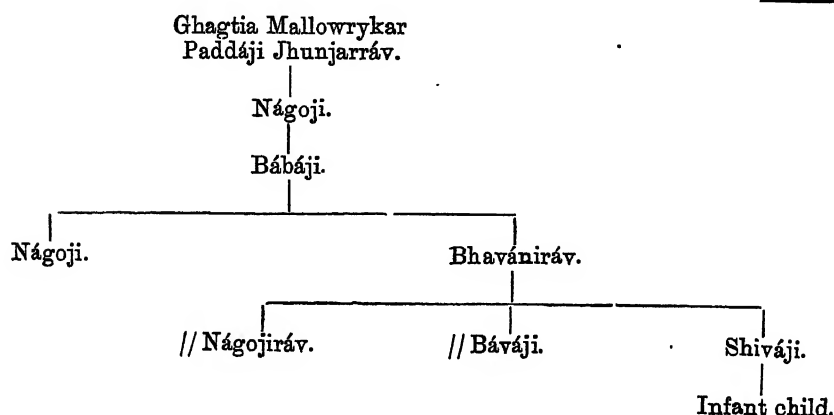 Ghagtia Mallowrykar
Paddáji Jhunjarráv.
Nágoji.
Bábáji.
Nágoji. Bhavániráv.
// Nágojiráv. // Báváji. Shiváji.
Infant child.